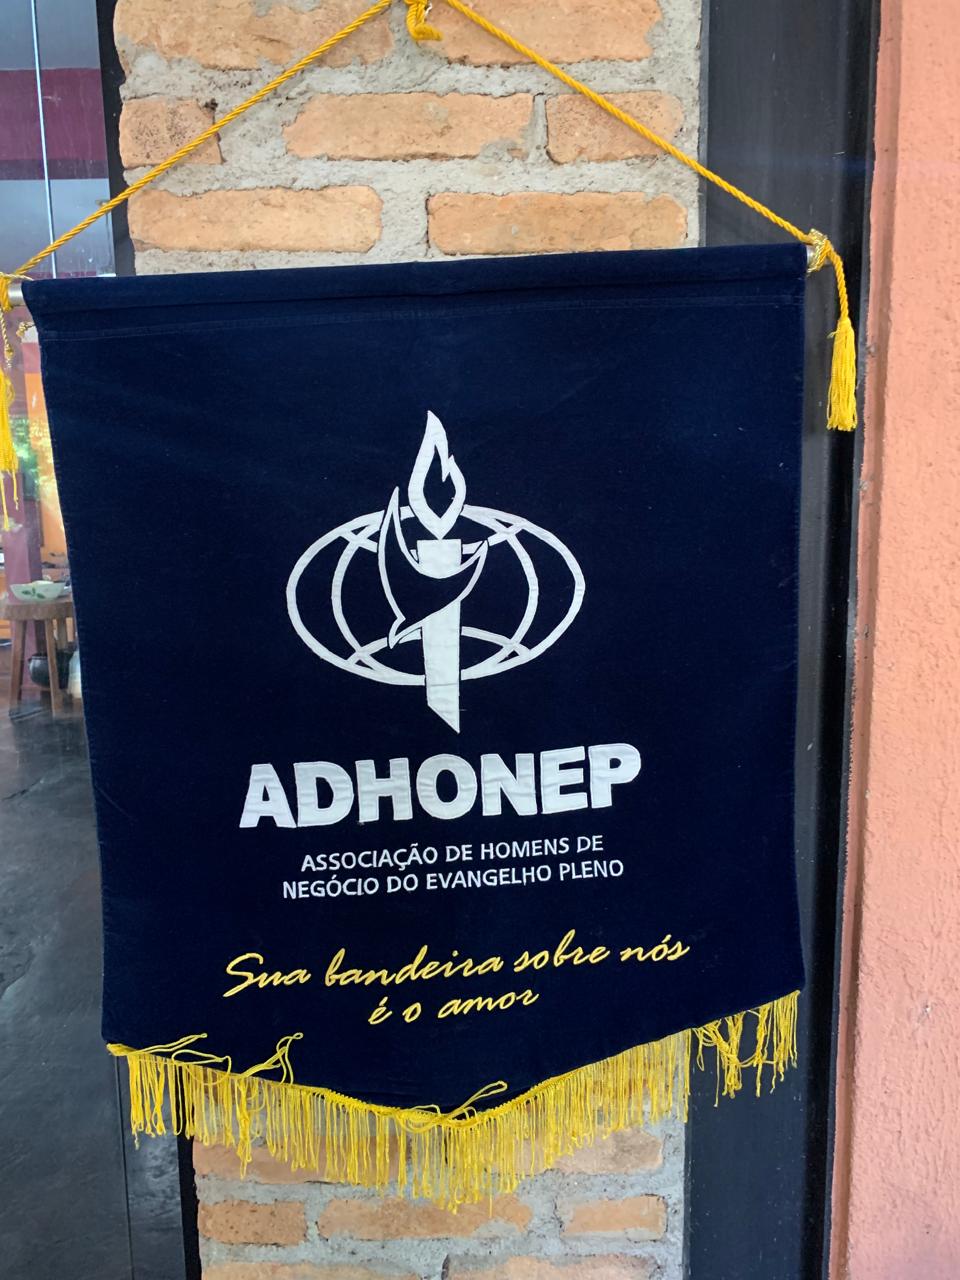 ADHONEP
ASSOCIAÇÃO DE HOMENS DE
NEGÓCIO DO EVANGELHO PLENO
Sua bandeira sobre nós
é o amor